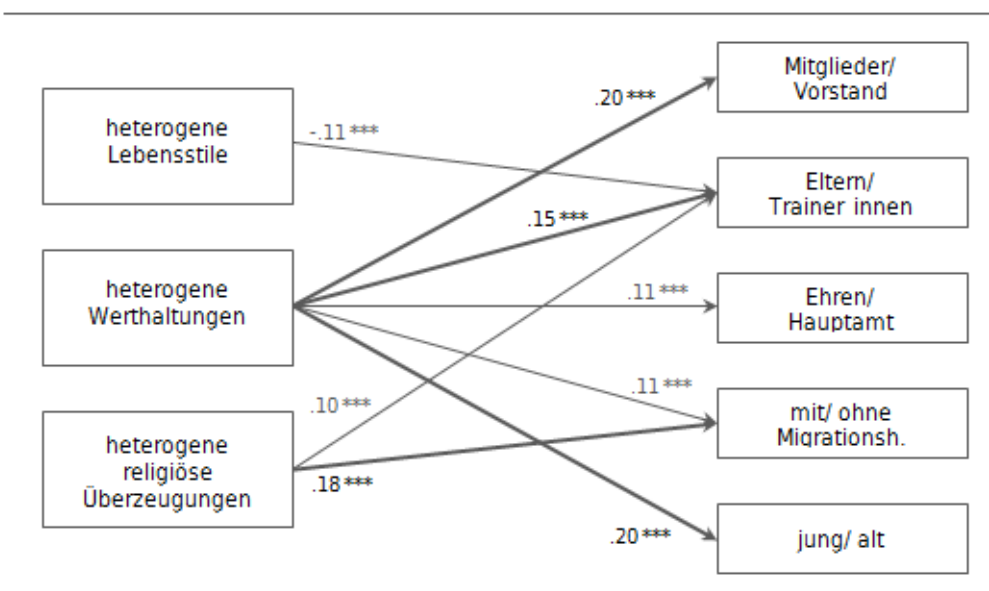 heterogene
Lebensstile
heterogene
Werthaltungen
heterogene
religiöse
Überzeugungen
-.11 ***
.20 ***
.15 ***
.11 ***
.11 ***
.10 ***
.18 ***
.20 ***
Mitglieder/
Vorstand
Eltern/
Trainer innen
Ehren/
Hauptamt
mit/ ohne
Migrationsh.
jung/ alt